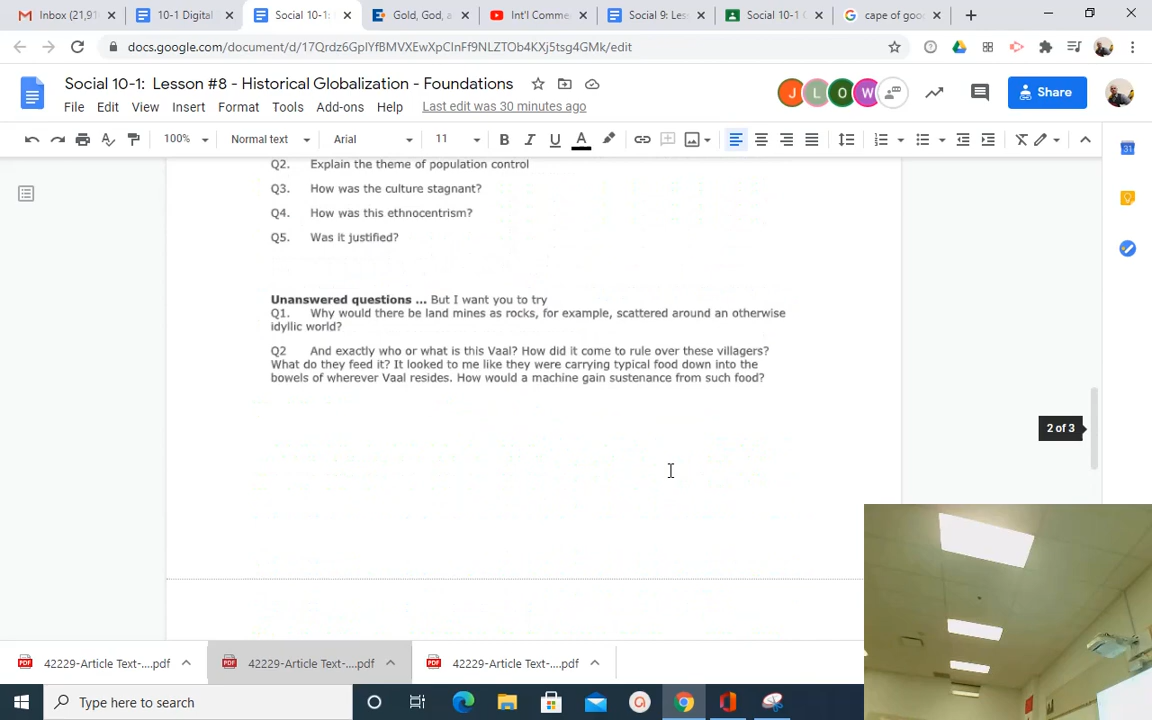 Inbox (21,91
10-1 Digital
Social 10-1:
Gold, God, a
Int'l Comme
Social 9: Les
Social 10-1 C
cape of goo
docs.google.com/document/d/17Qrdz6GpIYfBMVXEwXpClnFf9NLZTOb4KXj5tsg4GMk/edit
Social 10-1: Lesson #8 - Historical Globalization - Foundations
J L O W
Share
File Edit View Insert Format Tools Add-ons Help Last edit was 30 minutes ago
100% Normal text Arial 11 B I U A
Q2. Explain the theme of population control
Q3. How was the culture stagnant?
Q4. How was this ethnocentrism?
Q5. Was it justified?
Unanswered questions ... But I want you to try
Q1. Why would there be land mines as rocks, for example, scattered around an otherwise
idyllic world?
Q2 And exactly who or what is this Vaal? How did it come to rule over these villagers?
What do they feed it? It looked to me like they were carrying typical food down into the
bowels of wherever Vaal resides. How would a machine gain sustenance from such food?
2 of 3
42229-Article Text-....pdf
42229-Article Text-....pdf
42229-Article Text-....pdf
Type here to search